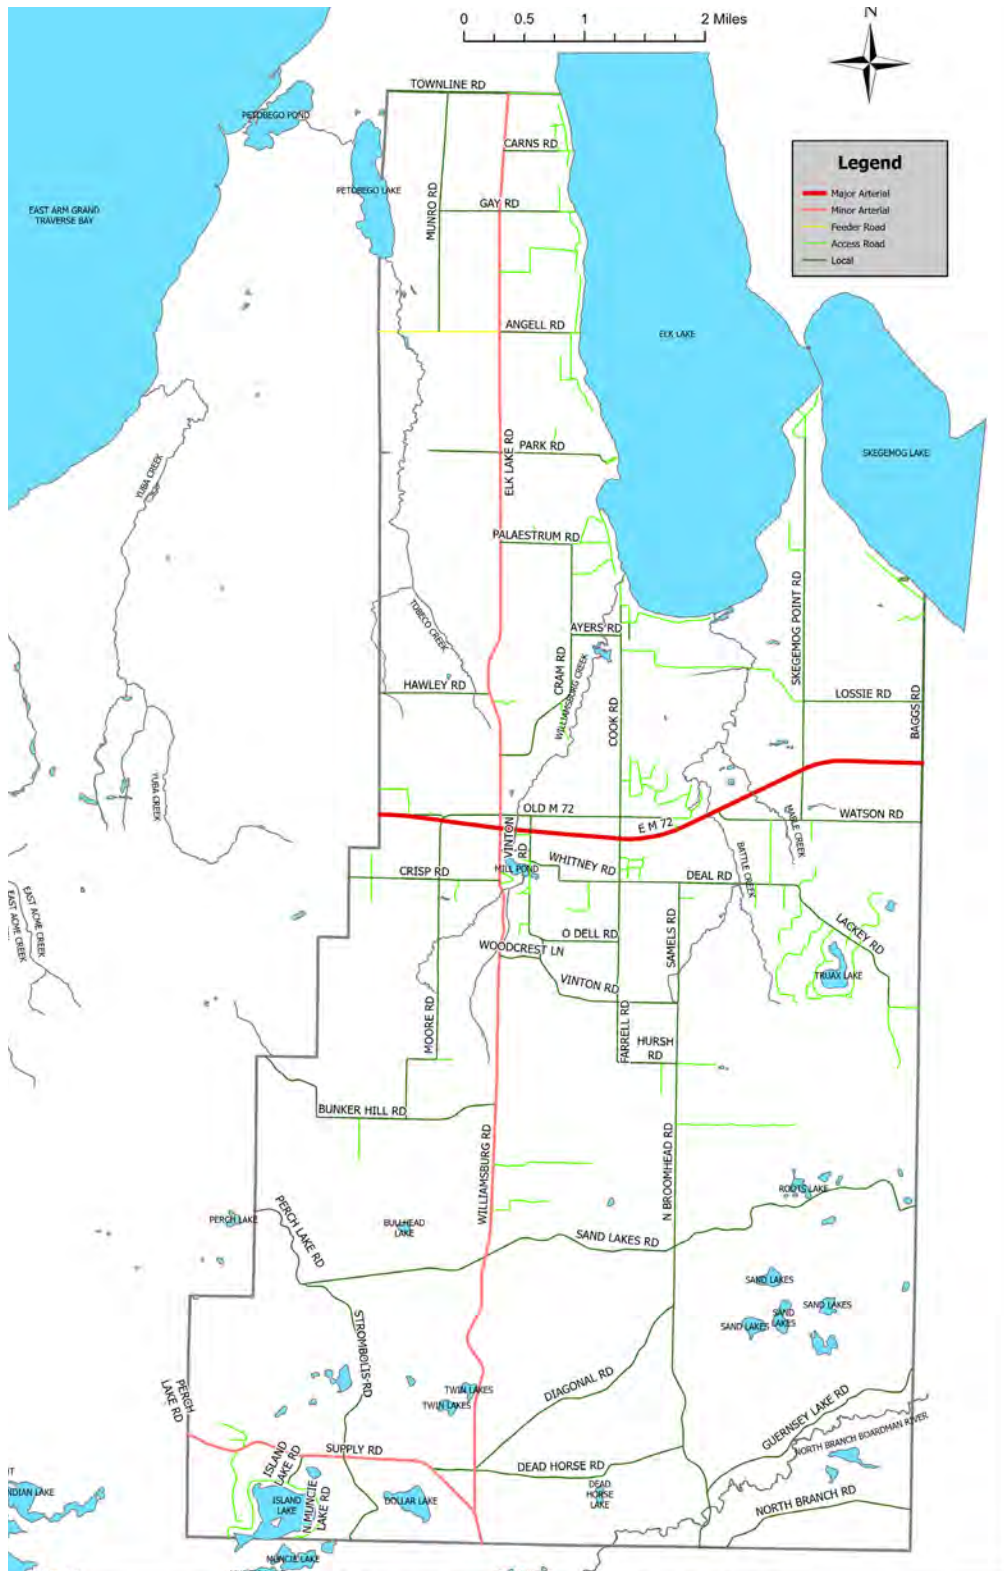 0 0.5 1 2 Miles
N
TOWNLINE RD
PETOBEGO POND
CARNS RD
Legend
Major Arterial
Minor Arterial
Feeder Road
Access Road
Local
PETOBEGO LAKE
MUNRO RD
GAY RD
EAST ARM GRAND
TRAVERSE BAY
ANGELL RD
ELK LAKE
PARK RD
ELK LAKE RD
SKEGEMOG LAKE
YUBA CREEK
PALAESTRUM RD
TOBECO CREEK
AYERS RD
SKEGEMOG POINT RD
CRAM RD
WILLIAMSBURG CREEK
HAWLEY RD
COOK RD
LOSSIE RD
BAGGS RD
YUBA CREEK
OLD M 72
E M 72
WATSON RD
MABLE CREEK
VINTON
RD
WHITNEY RD
BATTLE CREEK
CRISP RD
MILL POND
DEAL RD
EAST ACME CREEK
EAST ACME CREEK
LACKEY RD
O DELL RD
SAMELS RD
WOODCREST LN
VINTON RD
TRUAX LAKE
MOORE RD
FARRELL RD
HURSH
RD
BUNKER HILL RD
WILLIAMSBURG RD
N BROOMHEAD RD
ROOTS LAKE
PERCH LAKE
PERCH LAKE RD
BULLHEAD
LAKE
SAND LAKES RD
SAND LAKES
SAND LAKES
SAND
LAKES
SAND LAKES
STROMBOLIS RD
PERCH
LAKE RD
TWIN LAKES
TWIN LAKES
DIAGONAL RD
GUERNSEY LAKE RD
NORTH BRANCH BOARDMAN RIVER
SUPPLY RD
ISLAND
LAKE RD
DEAD HORSE RD
DEAD
HORSE
LAKE
NORTH BRANCH RD
NDIAN LAKE
ISLAND
LAKE
N MUNCIE
LAKE RD
DOLLAR LAKE
MUNCIE LAKE